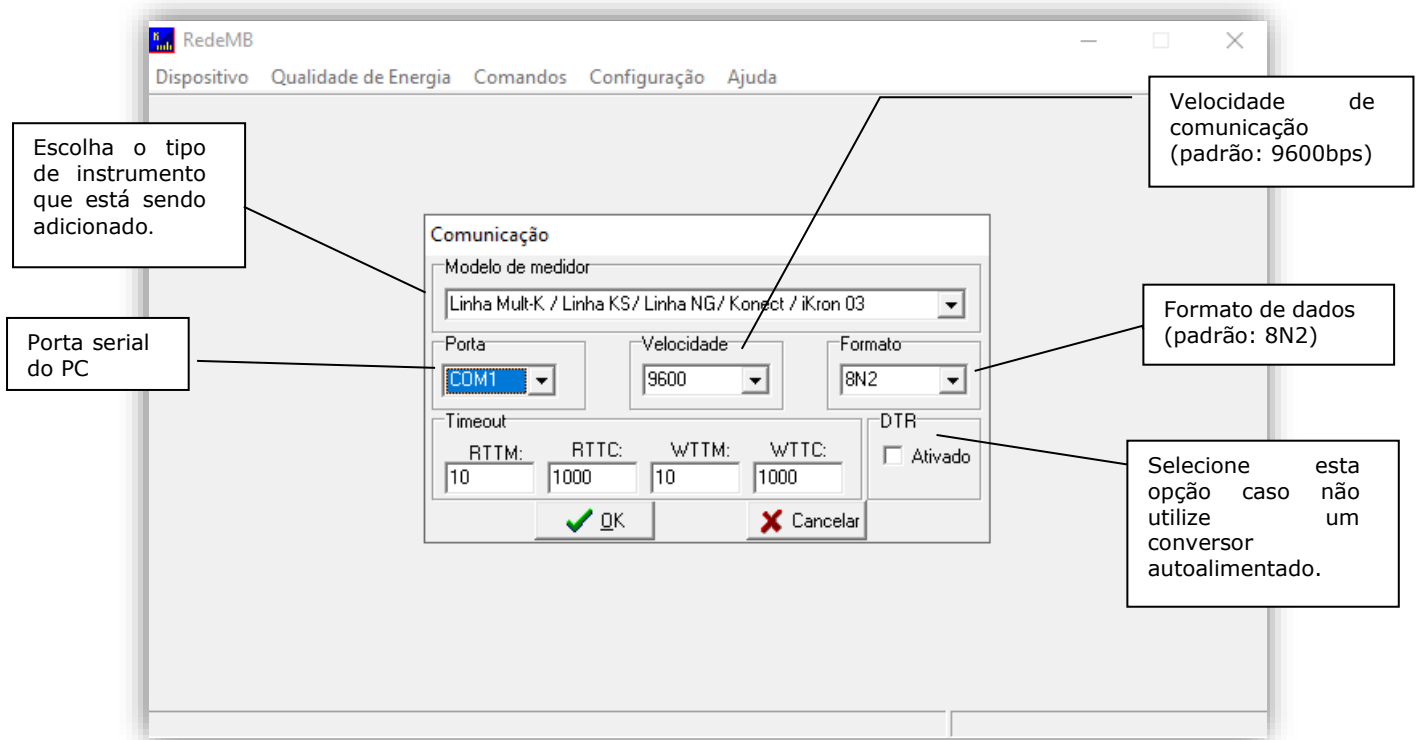 RedeMB
Dispositivo Qualidade de Energia Comandos Configuração Ajuda
Velocidade de
comunicação
(padrão: 9600bps)
Escolha o tipo
de instrumento
que está sendo
adicionado.
Comunicação
Modelo de medidor
Linha Mult-K / Linha KS/ Linha NG/ Konect / iKron 03
Formato de dados
(padrão: 8N2)
Porta serial
do PC
Porta Velocidade Formato
COM1 9600 8N2
Timeout DTR
RTTM: RTTC: WTTM: WTTC:
Ativado
10 1000 10 1000
Selecione esta
opção caso não
utilize um
conversor
autoalimentado.
OK Cancelar